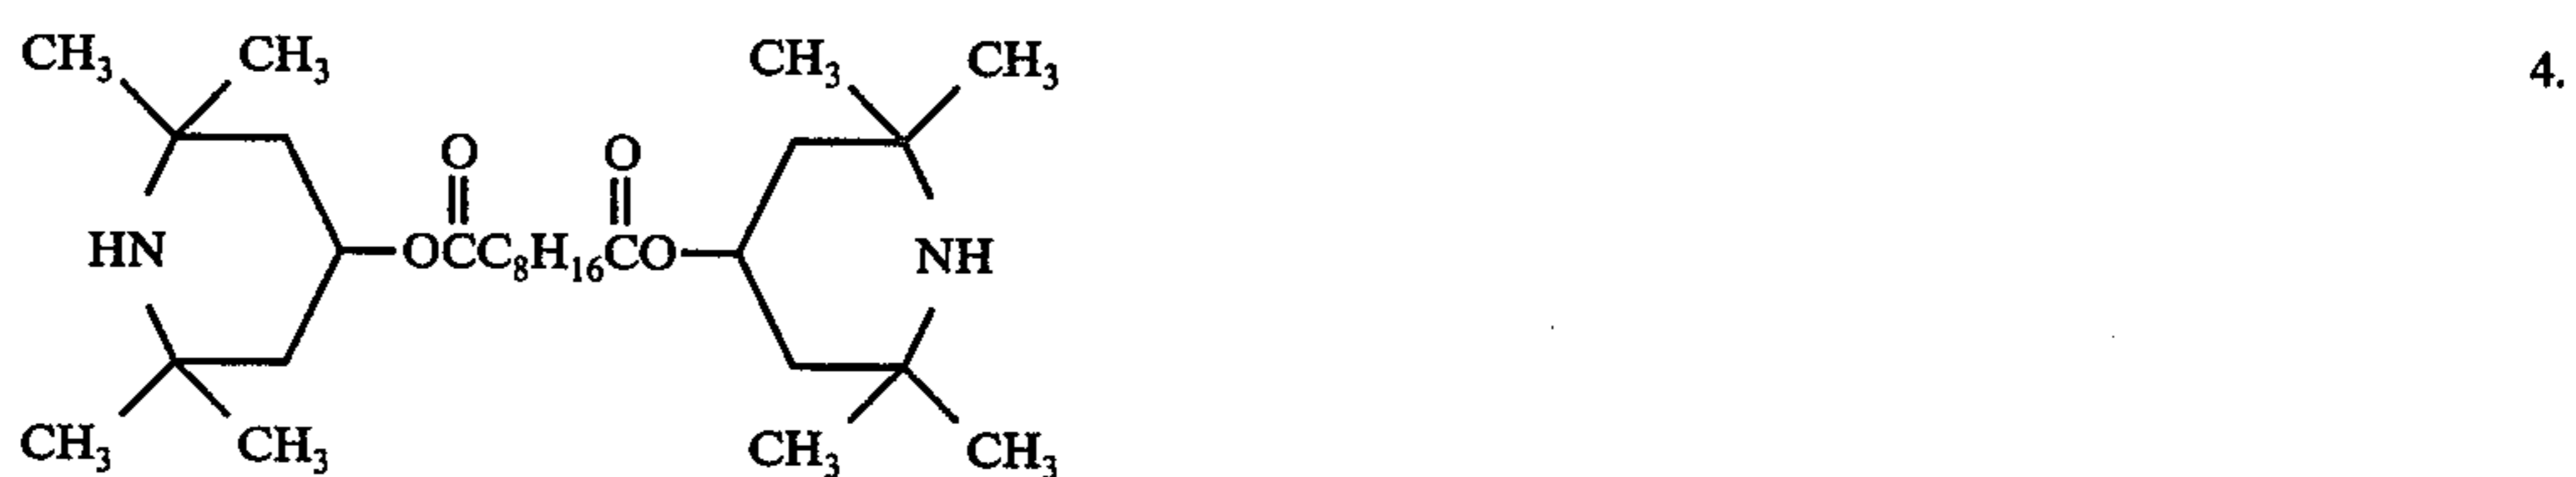 CH₃ CH₃ CH₃ CH₃ 4.
O O
HN OCC₈H₁₆CO NH
CH₃ CH₃ CH₃ CH₃